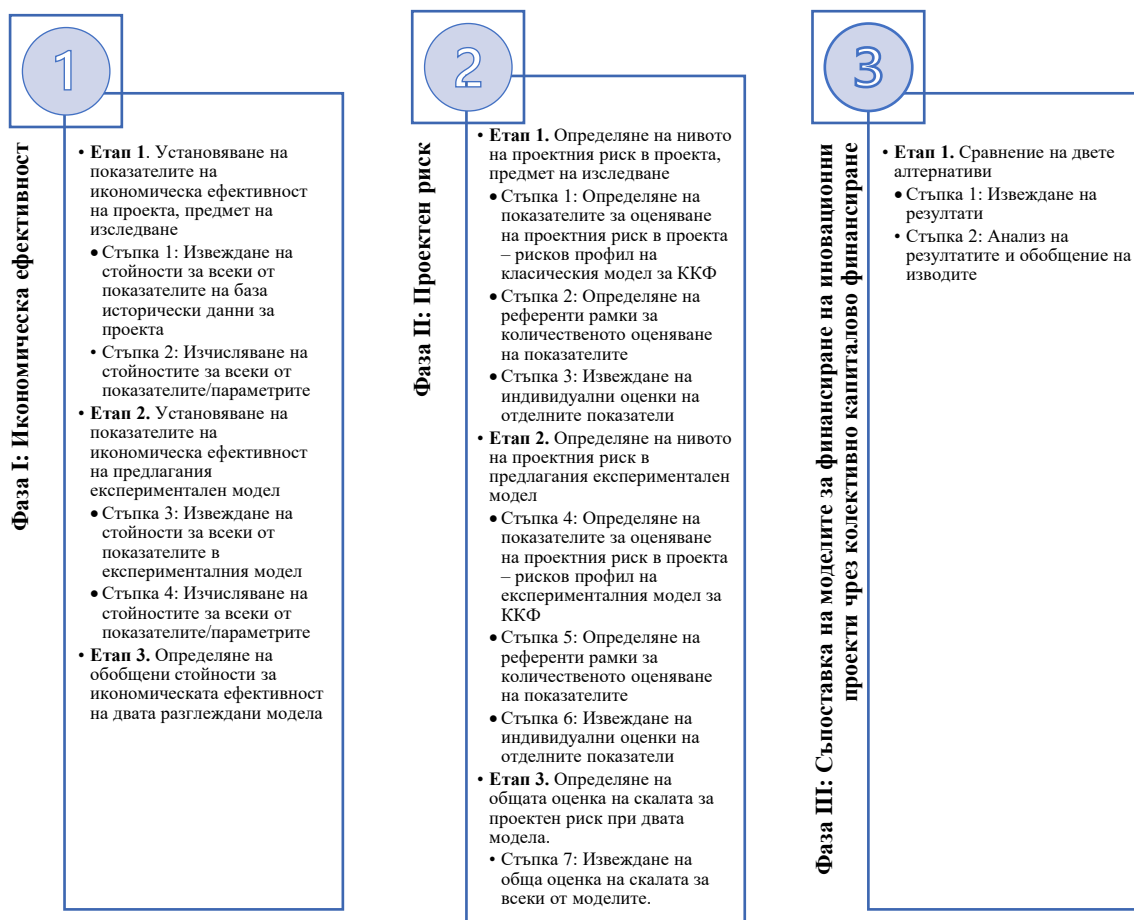 1
Фаза I: Икономическа ефективност
• Етап 1. Установяване на
показателите на
икономическа ефективност
на проекта, предмет на
изследване
• Стъпка 1: Извеждане на
стойности за всеки от
показателите на база
исторически данни за
проекта
• Стъпка 2: Изчисляване на
стойностите за всеки от
показателите/параметрите
• Етап 2. Установяване на
показателите на
икономическа ефективност
на предлагания
експериментален модел
• Стъпка 3: Извеждане на
стойности за всеки от
показателите в
експерименталния модел
• Стъпка 4: Изчисляване на
стойностите за всеки от
показателите/параметрите
• Етап 3. Определяне на
обобщени стойности за
икономическата ефективност
на двата разглеждани модела
2
Фаза II: Проектен риск
• Етап 1. Определяне на нивото
на проектния риск в проекта,
предмет на изследване
• Стъпка 1: Определяне на
показателите за оценяване
на проектния риск в проекта
– рисков профил на
класическия модел за ККФ
• Стъпка 2: Определяне на
референти рамки за
количественото оценяване
на показателите
• Стъпка 3: Извеждане на
индивидуални оценки на
отделните показатели
• Етап 2. Определяне на нивото
на проектния риск в
предлагания експериментален
модел
• Стъпка 4: Определяне на
показателите за оценяване
на проектния риск в проекта
– рисков профил на
експерименталния модел за
ККФ
• Стъпка 5: Определяне на
референти рамки за
количественото оценяване
на показателите
• Стъпка 6: Извеждане на
индивидуални оценки на
отделните показатели
• Етап 3. Определяне на
общата оценка на скалата за
проектен риск при двата
модела.
• Стъпка 7: Извеждане на
обща оценка на скалата за
всеки от моделите.
3
Фаза III: Съпоставка на моделите за финансиране на иновационни
проекти чрез колективно капиталово финансиране
• Етап 1. Сравнение на двете
алтернативи
• Стъпка 1: Извеждане на
резултати
• Стъпка 2: Анализ на
резултатите и обобщение на
изводите